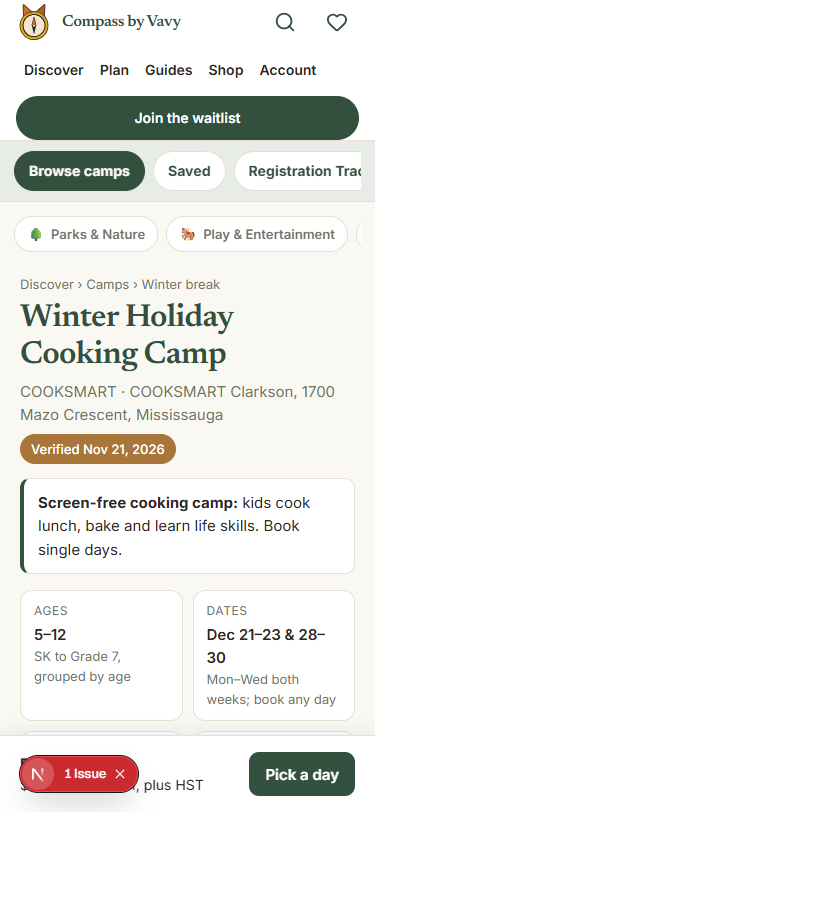 Compass by Vavy
Discover Plan Guides Shop Account
Join the waitlist
Browse camps Saved Registration
Parks & Nature Play & Entertainment
Discover › Camps › Winter break
Winter Holiday
Cooking Camp
COOKSMART · COOKSMART Clarkson, 1700
Mazo Crescent, Mississauga
Verified Nov 21, 2026
Screen-free cooking camp: kids cook
lunch, bake and learn life skills. Book
single days.
AGES
5–12
SK to Grade 7,
grouped by age
DATES
Dec 21–23 & 28–
30
Mon–Wed both
weeks; book any day
N 1 Issue
plus HST
Pick a day